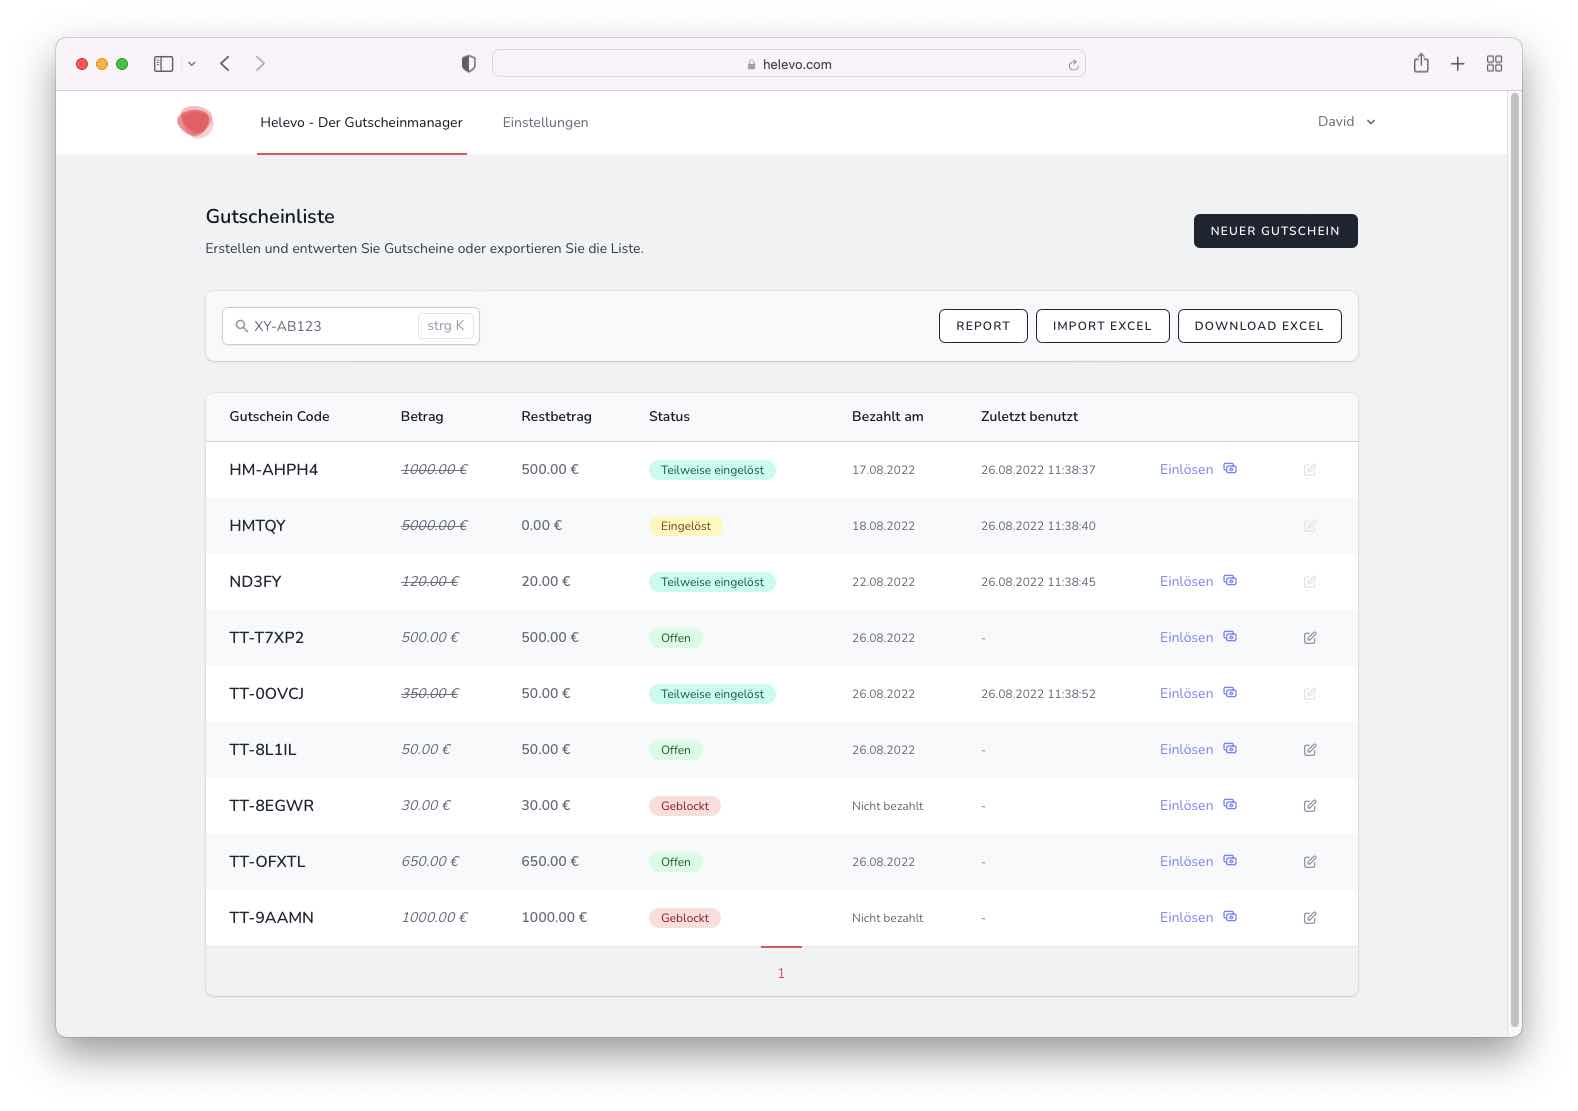 helevo.com
Helevo - Der Gutscheinmanager Einstellungen David
Gutscheinliste
Erstellen und entwerten Sie Gutscheine oder exportieren Sie die Liste.
NEUER GUTSCHEIN
XY-AB123 strg K REPORT IMPORT EXCEL DOWNLOAD EXCEL
Gutschein Code Betrag Restbetrag Status Bezahlt am Zuletzt benutzt
HM-AHPH4 1000.00 € 500.00 € Teilweise eingelöst 17.08.2022 26.08.2022 11:38:37 Einlösen
HMTQY 5000.00 € 0.00 € Eingelöst 18.08.2022 26.08.2022 11:38:40
ND3FY 120.00 € 20.00 € Teilweise eingelöst 22.08.2022 26.08.2022 11:38:45 Einlösen
TT-T7XP2 500.00 € 500.00 € Offen 26.08.2022 - Einlösen
TT-0OVCJ 350.00 € 50.00 € Teilweise eingelöst 26.08.2022 26.08.2022 11:38:52 Einlösen
TT-8L1IL 50.00 € 50.00 € Offen 26.08.2022 - Einlösen
TT-8EGWR 30.00 € 30.00 € Geblockt Nicht bezahlt - Einlösen
TT-OFXTL 650.00 € 650.00 € Offen 26.08.2022 - Einlösen
TT-9AAMN 1000.00 € 1000.00 € Geblockt Nicht bezahlt - Einlösen
1